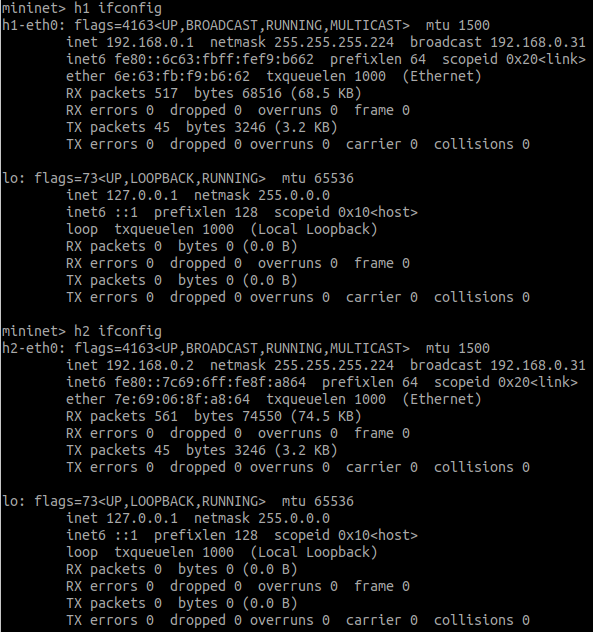 mininet> h1 ifconfig
h1-eth0: flags=4163<UP,BROADCAST,RUNNING,MULTICAST>  mtu 1500
        inet 192.168.0.1  netmask 255.255.255.224  broadcast 192.168.0.31
        inet6 fe80::6c63:fbff:fef9:b662  prefixlen 64  scopeid 0x20<link>
        ether 6e:63:fb:f9:b6:62  txqueuelen 1000  (Ethernet)
        RX packets 517  bytes 68516 (68.5 KB)
        RX errors 0  dropped 0  overruns 0  frame 0
        TX packets 45  bytes 3246 (3.2 KB)
        TX errors 0  dropped 0 overruns 0  carrier 0  collisions 0

lo: flags=73<UP,LOOPBACK,RUNNING>  mtu 65536
        inet 127.0.0.1  netmask 255.0.0.0
        inet6 ::1  prefixlen 128  scopeid 0x10<host>
        loop  txqueuelen 1000  (Local Loopback)
        RX packets 0  bytes 0 (0.0 B)
        RX errors 0  dropped 0  overruns 0  frame 0
        TX packets 0  bytes 0 (0.0 B)
        TX errors 0  dropped 0 overruns 0  carrier 0  collisions 0

mininet> h2 ifconfig
h2-eth0: flags=4163<UP,BROADCAST,RUNNING,MULTICAST>  mtu 1500
        inet 192.168.0.2  netmask 255.255.255.224  broadcast 192.168.0.31
        inet6 fe80::7c69:6ff:fe8f:a864  prefixlen 64  scopeid 0x20<link>
        ether 7e:69:06:8f:a8:64  txqueuelen 1000  (Ethernet)
        RX packets 561  bytes 74550 (74.5 KB)
        RX errors 0  dropped 0  overruns 0  frame 0
        TX packets 45  bytes 3246 (3.2 KB)
        TX errors 0  dropped 0 overruns 0  carrier 0  collisions 0

lo: flags=73<UP,LOOPBACK,RUNNING>  mtu 65536
        inet 127.0.0.1  netmask 255.0.0.0
        inet6 ::1  prefixlen 128  scopeid 0x10<host>
        loop  txqueuelen 1000  (Local Loopback)
        RX packets 0  bytes 0 (0.0 B)
        RX errors 0  dropped 0  overruns 0  frame 0
        TX packets 0  bytes 0 (0.0 B)
        TX errors 0  dropped 0 overruns 0  carrier 0  collisions 0